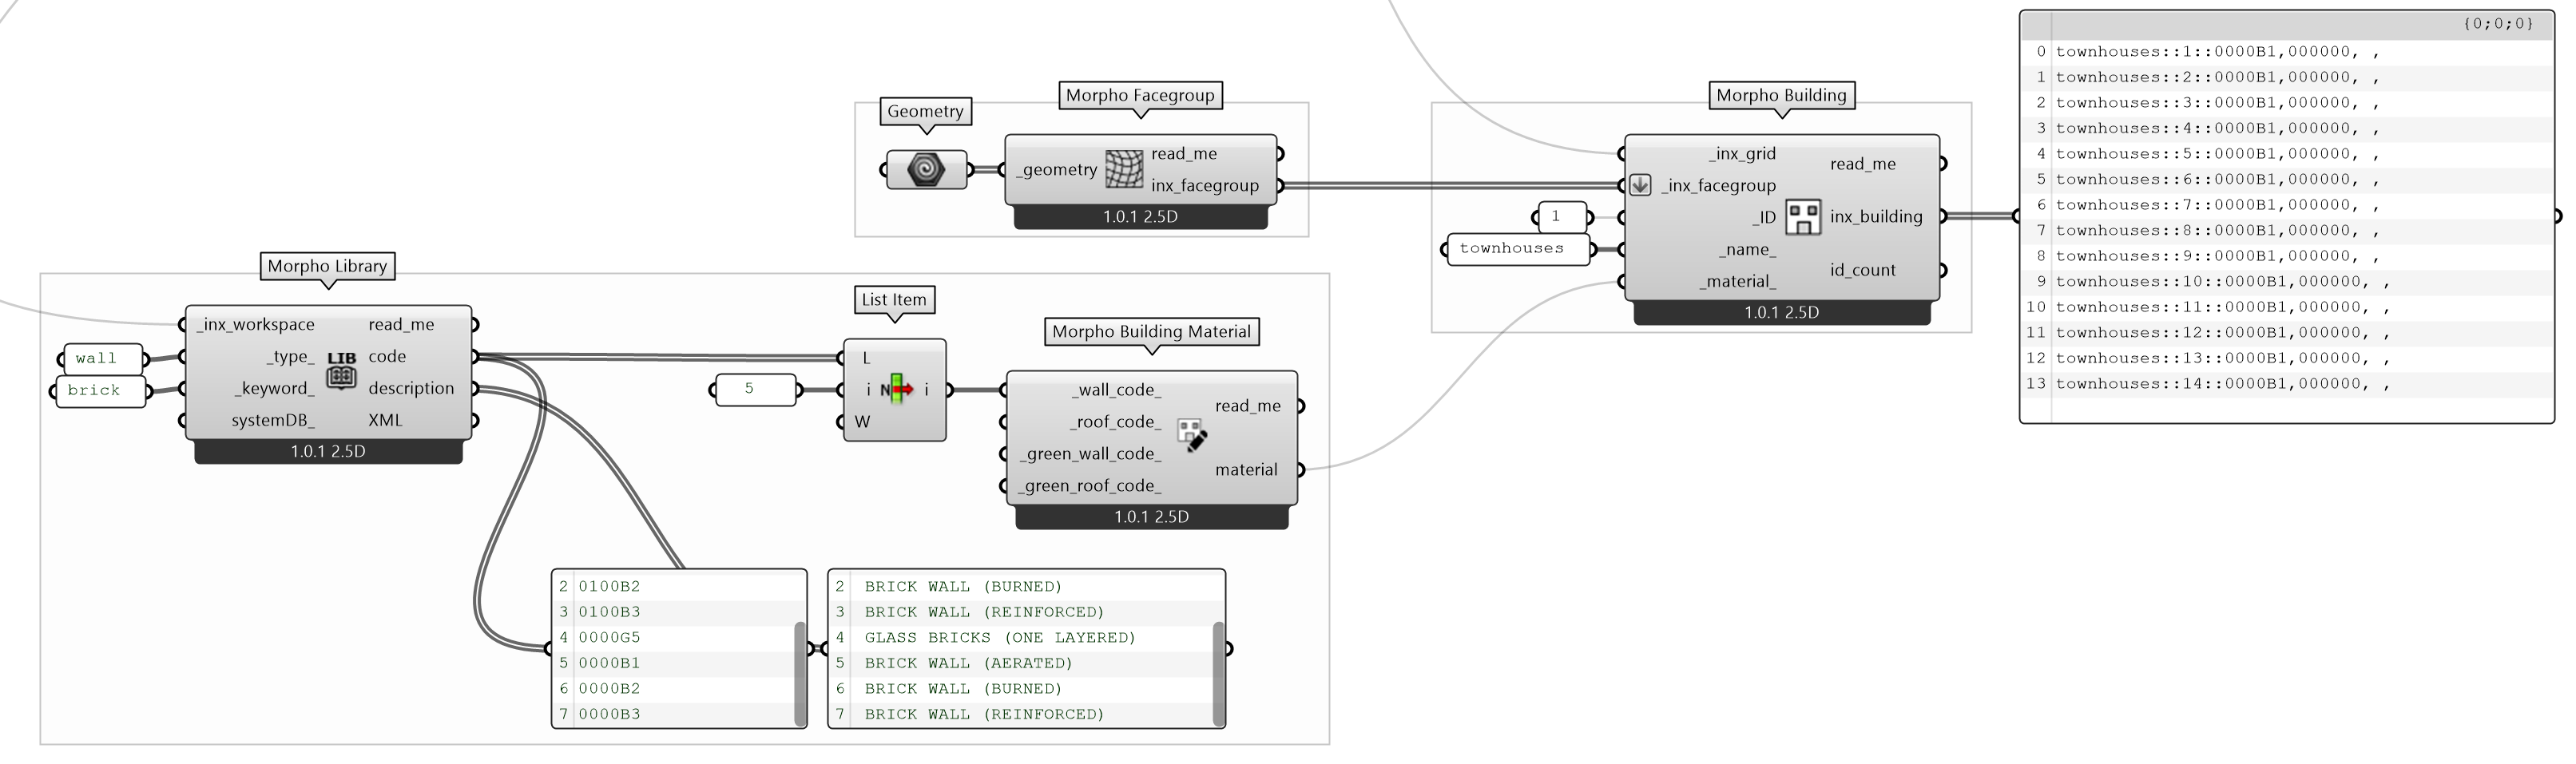 Geometry
Morpho Facegroup
_geometry
read_me
inx_facegroup
1.0.1 2.5D
Morpho Building
_inx_grid
_inx_facegroup
_ID
_name_
_material_
read_me
inx_building
id_count
1.0.1 2.5D
1
townhouses
{0;0;0}
0 townhouses::1::0000B1,000000, ,
1 townhouses::2::0000B1,000000, ,
2 townhouses::3::0000B1,000000, ,
3 townhouses::4::0000B1,000000, ,
4 townhouses::5::0000B1,000000, ,
5 townhouses::6::0000B1,000000, ,
6 townhouses::7::0000B1,000000, ,
7 townhouses::8::0000B1,000000, ,
8 townhouses::9::0000B1,000000, ,
9 townhouses::10::0000B1,000000, ,
10 townhouses::11::0000B1,000000, ,
11 townhouses::12::0000B1,000000, ,
12 townhouses::13::0000B1,000000, ,
13 townhouses::14::0000B1,000000, ,
Morpho Library
wall
brick
_inx_workspace
_type_
_keyword_
systemDB_
LIB
read_me
code
description
XML
1.0.1 2.5D
List Item
5
L
i
W
N
i
Morpho Building Material
_wall_code_
_roof_code_
_green_wall_code_
_green_roof_code_
read_me
material
1.0.1 2.5D
2 0100B2
3 0100B3
4 0000G5
5 0000B1
6 0000B2
7 0000B3
2 BRICK WALL (BURNED)
3 BRICK WALL (REINFORCED)
4 GLASS BRICKS (ONE LAYERED)
5 BRICK WALL (AERATED)
6 BRICK WALL (BURNED)
7 BRICK WALL (REINFORCED)